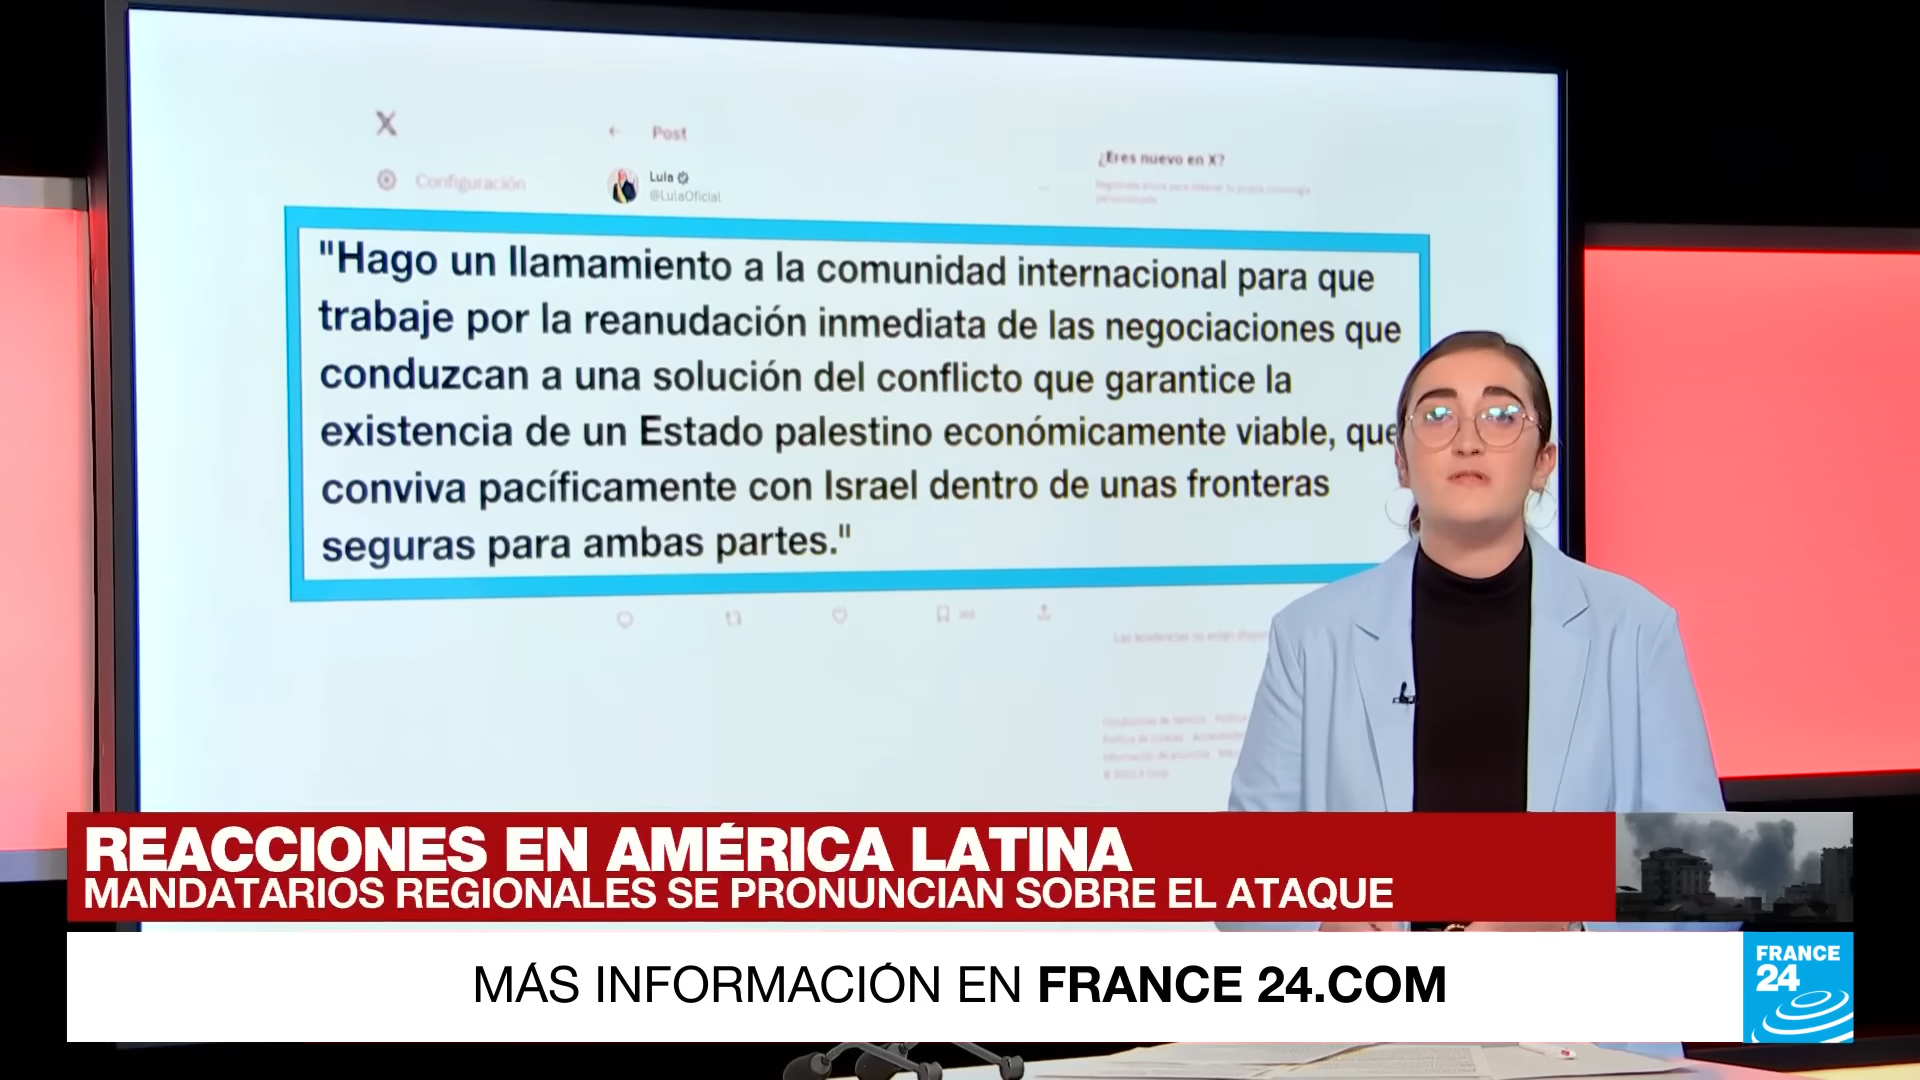 X
Post
Configuración
Lula
@LulaOficial
¿Eres nuevo en X?
"Hago un llamamiento a la comunidad internacional para que
trabaje por la reanudación inmediata de las negociaciones que
conduzcan a una solución del conflicto que garantice la
existencia de un Estado palestino económicamente viable, que
conviva pacíficamente con Israel dentro de unas fronteras
seguras para ambas partes."
REACCIONES EN AMÉRICA LATINA
MANDATARIOS REGIONALES SE PRONUNCIAN SOBRE EL ATAQUE
MÁS INFORMACIÓN EN FRANCE 24.COM
FRANCE
24